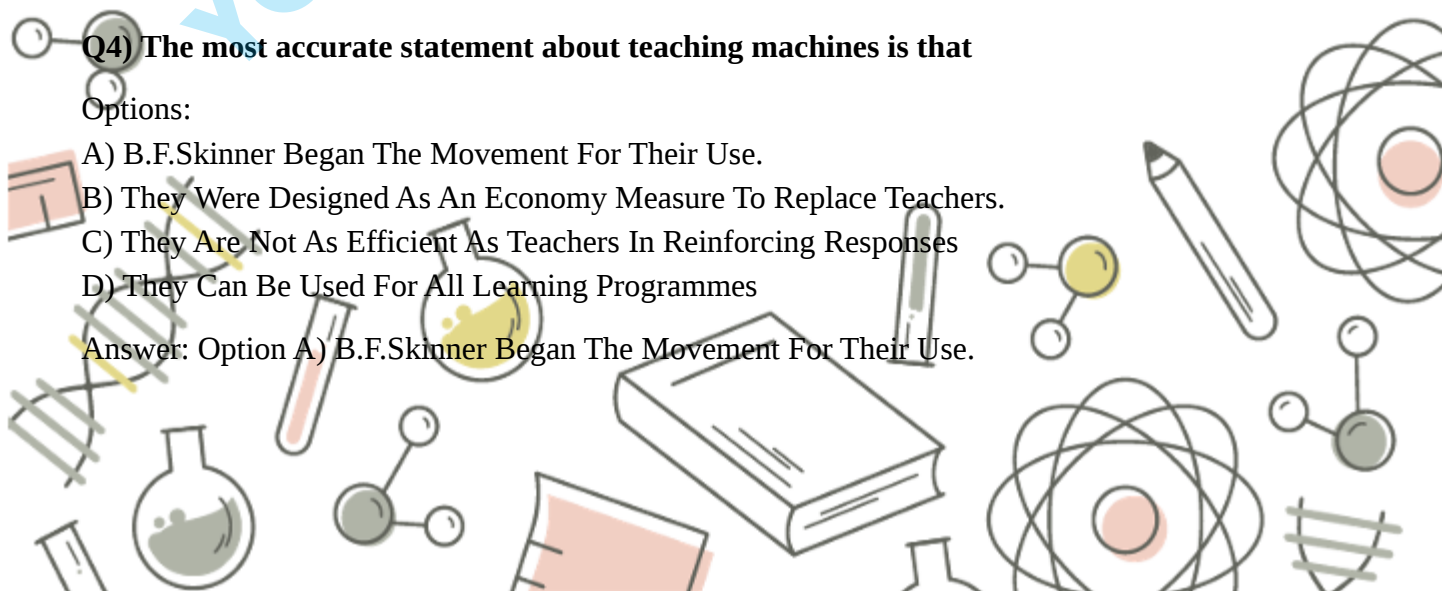 Q4) The most accurate statement about teaching machines is that
Options:
A) B.F.Skinner Began The Movement For Their Use.
B) They Were Designed As An Economy Measure To Replace Teachers.
C) They Are Not As Efficient As Teachers In Reinforcing Responses
D) They Can Be Used For All Learning Programmes
Answer: Option A) B.F.Skinner Began The Movement For Their Use.